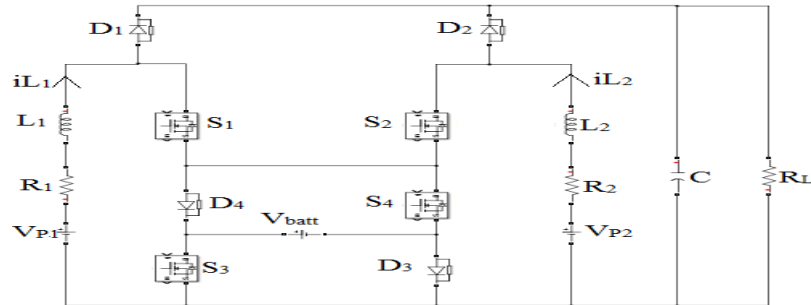 D1
D2
iL1
iL2
L1
S1
S2
L2
R1
D4
S4
R2
C
RL
Vbatt
VP1
VP2
S3
D3